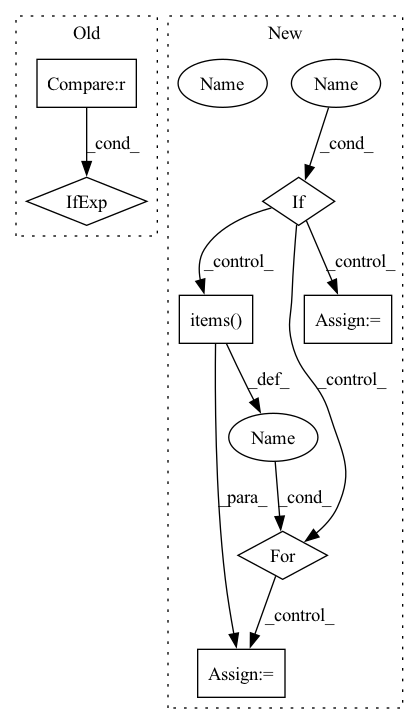 Old
New
Compare:r
Name
Name
_cond_
_cond_
IfExp
If
_control_
_control_
items()
Assign:=
_def_
_control_
Name
_para_
_cond_
For
_control_
Assign:=